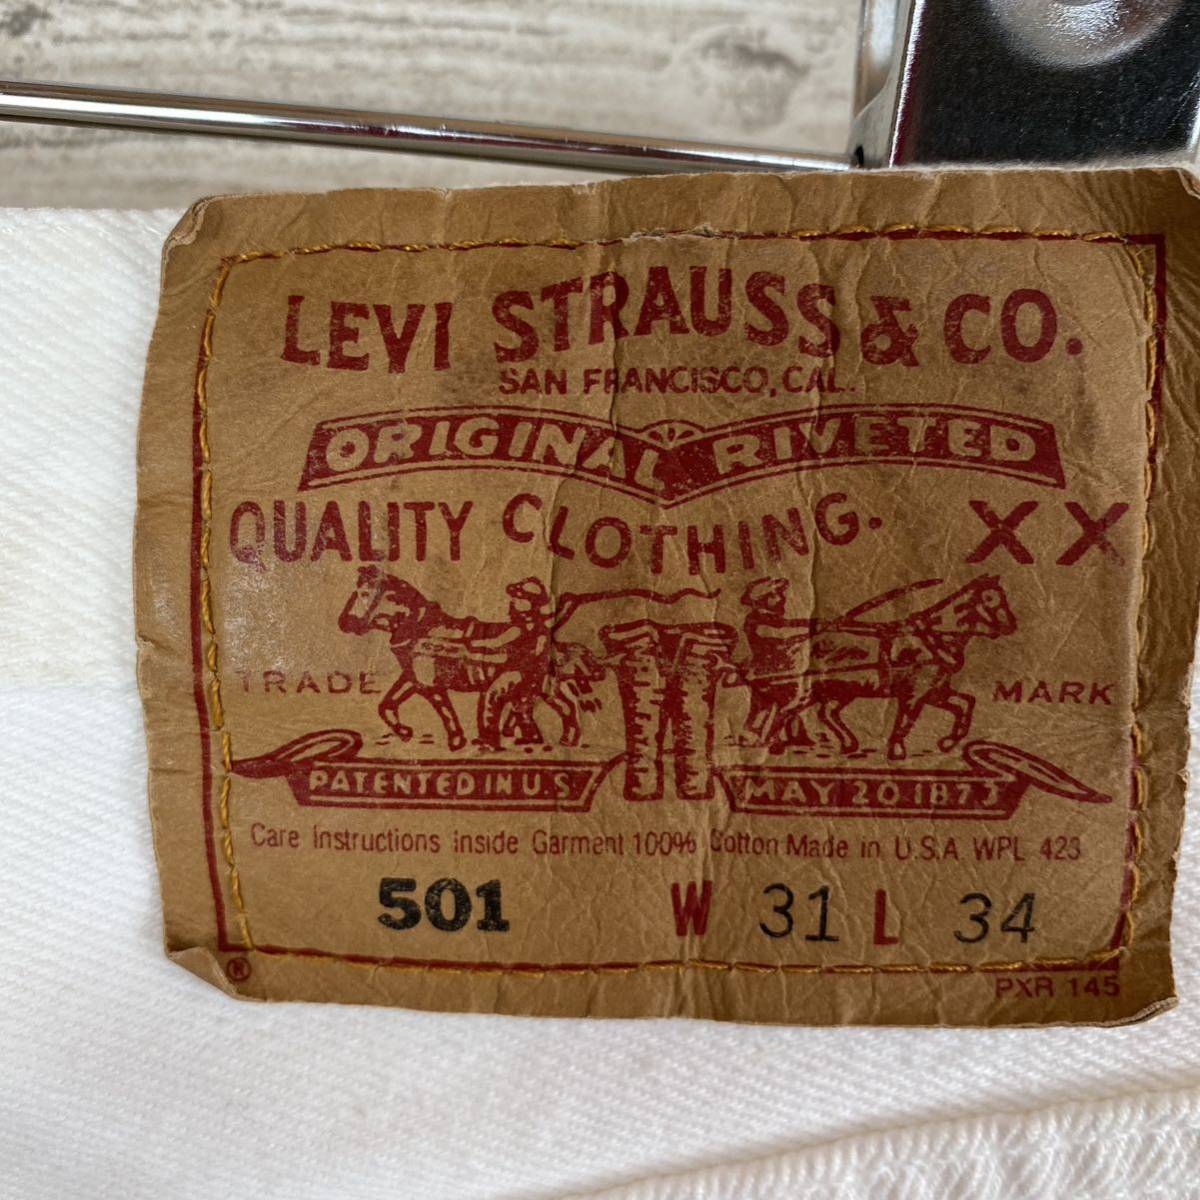 LEVI STRAUSS & CO.
SAN FRANCISCO, CAL.
ORIGINAL RIVETED
QUALITY CLOTHING. XX
TRADE MARK
PATENTED IN U.S. MAY 20 1873
Care Instructions Inside Garment 100% Cotton Made in U.S.A. WPL 423
501 W 31 L 34
®
PXR 145